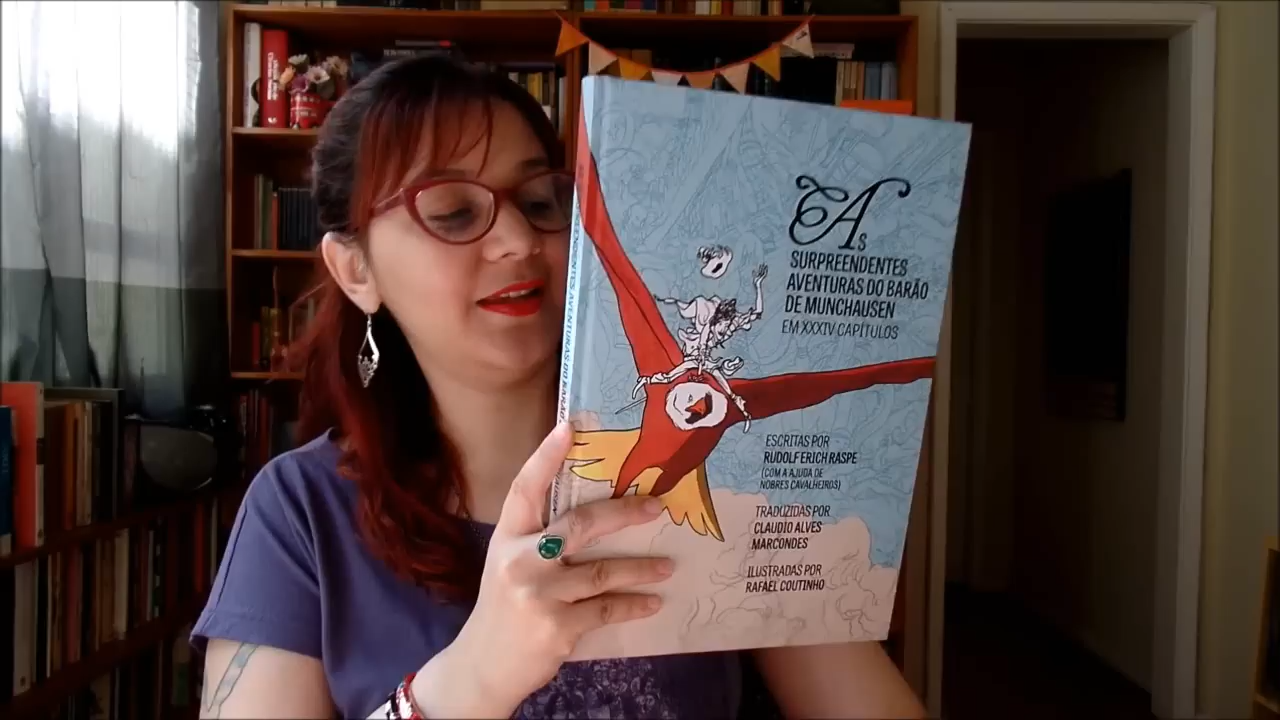 As
SURPREENDENTES
AVENTURAS DO BARÃO
DE MUNCHAUSEN
EM XXXIV CAPÍTULOS
ESCRITAS POR
RUDOLF ERICH RASPE
(COM A AJUDA DE
NOBRES CAVALHEIROS)
TRADUZIDAS POR
CLAUDIO ALVES
MARCONDES
ILUSTRADAS POR
RAFAEL COUTINHO